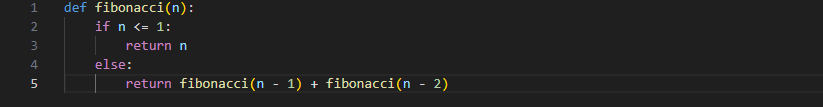 1 def fibonacci(n):
2     if n <= 1:
3         return n
4     else:
5         return fibonacci(n - 1) + fibonacci(n - 2)